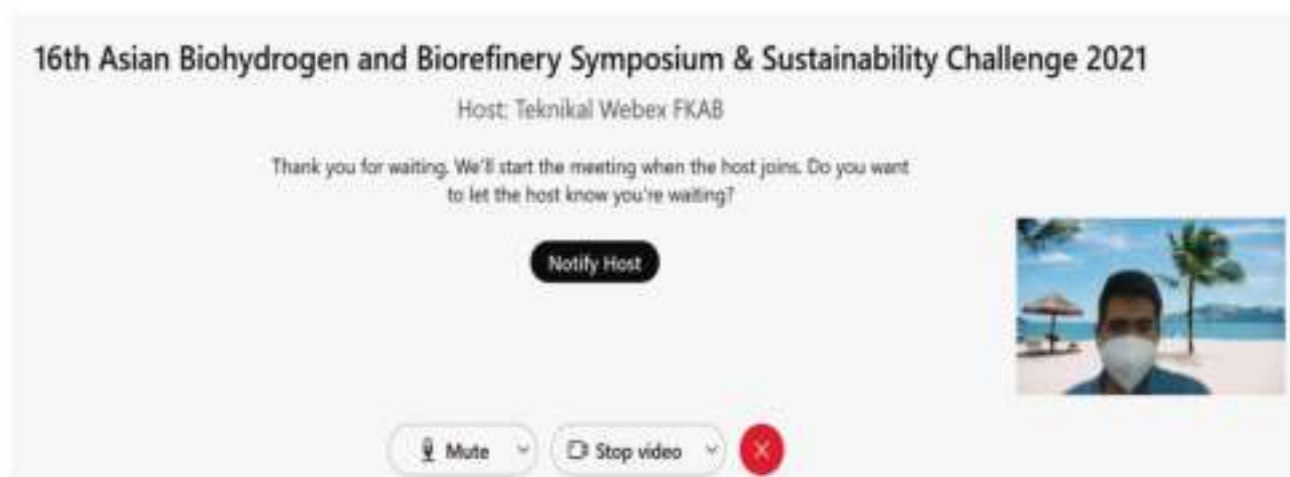 16th Asian Biohydrogen and Biorefinery Symposium & Sustainability Challenge 2021
Host: Teknikal Webex FKAB
Thank you for waiting. We'll start the meeting when the host joins. Do you want
to let the host know you're waiting?
Notify Host
Mute
Stop video